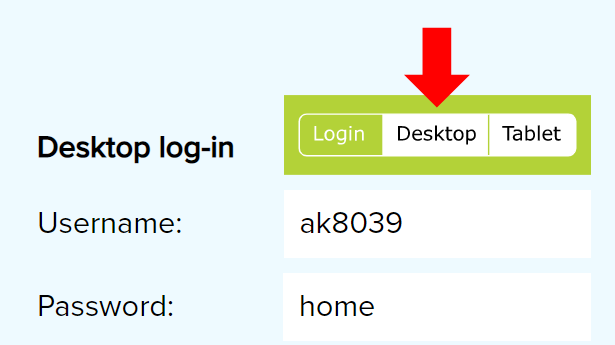 Login Desktop Tablet
Desktop log-in
Username: ak8039
Password: home